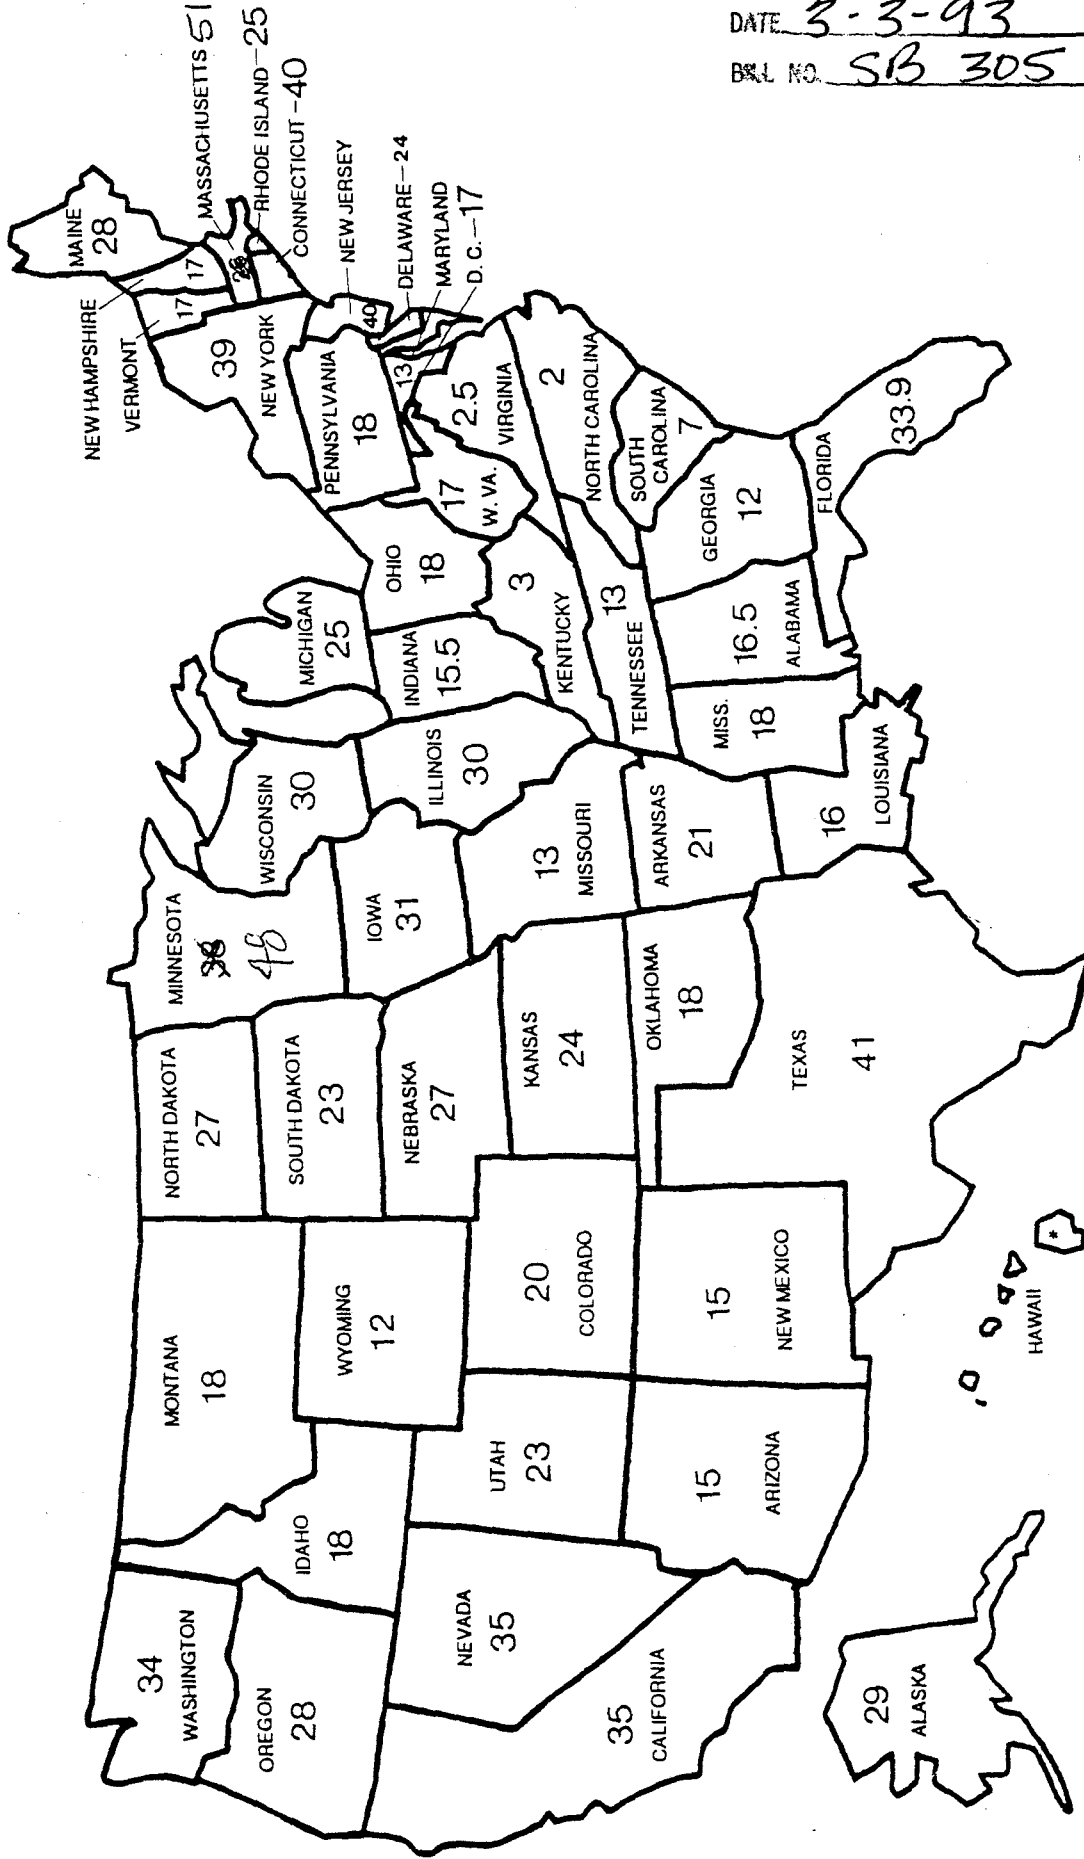 DATE 3-3-93
BILL NO. SB 305
WASHINGTON
34
OREGON
28
CALIFORNIA
35
NEVADA
35
IDAHO
18
MONTANA
18
WYOMING
12
UTAH
23
COLORADO
20
ARIZONA
15
NEW MEXICO
15
NORTH DAKOTA
27
SOUTH DAKOTA
23
NEBRASKA
27
KANSAS
24
OKLAHOMA
18
TEXAS
41
MINNESOTA
38
48
IOWA
31
MISSOURI
13
ARKANSAS
21
LOUISIANA
16
WISCONSIN
30
ILLINOIS
30
MICHIGAN
25
INDIANA
15.5
OHIO
18
KENTUCKY
3
TENNESSEE
13
MISS.
18
ALABAMA
16.5
GEORGIA
12
FLORIDA
33.9
SOUTH
CAROLINA
7
NORTH CAROLINA
2
VIRGINIA
2.5
W. VA.
17
PENNSYLVANIA
18
NEW YORK
39
VERMONT
17
NEW HAMPSHIRE
17
MAINE
28
MASSACHUSETTS 51
26
RHODE ISLAND-25
CONNECTICUT-40
NEW JERSEY
40
DELAWARE-24
MARYLAND
13
D. C.-17
ALASKA
29
HAWAII
*